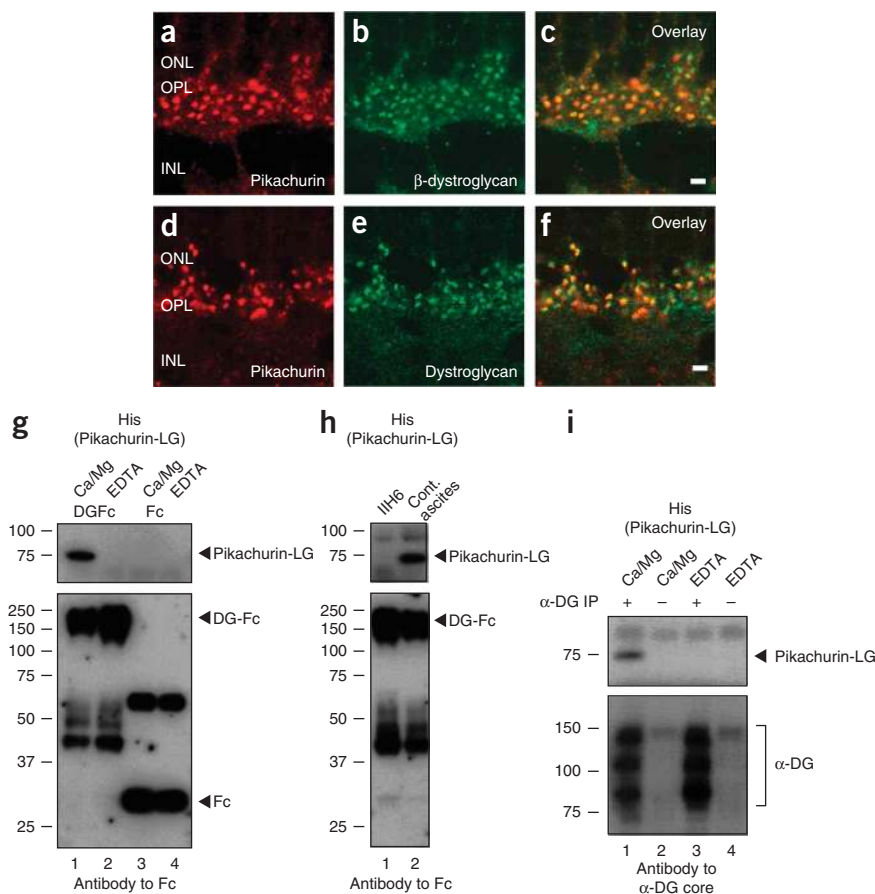 a
b
c
Overlay
ONL
OPL
INL
Pikachurin
β-dystroglycan
d
e
f
Overlay
ONL
OPL
INL
Pikachurin
Dystroglycan
g
His
(Pikachurin-LG)
Ca/Mg
EDTA
Ca/Mg
EDTA
DGFc
Fc
100
75
Pikachurin-LG
250
150
100
75
50
37
25
DG-Fc
Fc
1 2 3 4
Antibody to Fc
h
His
(Pikachurin-LG)
IIH6
Cont.
ascites
100
75
Pikachurin-LG
250
150
100
75
50
37
25
DG-Fc
1 2
Antibody to Fc
i
His
(Pikachurin-LG)
Ca/Mg
Ca/Mg
EDTA
EDTA
α-DG IP + − + −
75
Pikachurin-LG
150
100
75
α-DG
1 2 3 4
Antibody to
α-DG core